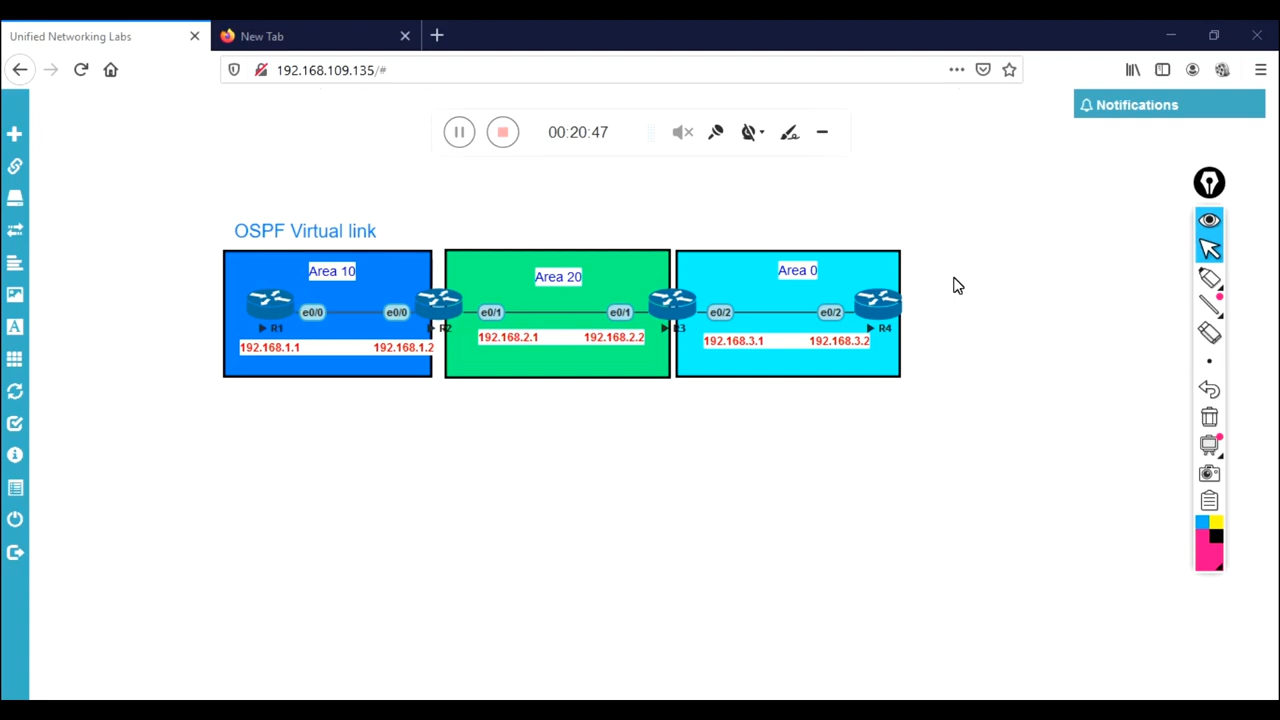 Unified Networking Labs
New Tab
192.168.109.135/#
Notifications
00:20:47
OSPF Virtual link
Area 10
Area 20
Area 0
e0/0
e0/0
e0/1
e0/1
e0/2
e0/2
R1
R2
R3
R4
192.168.1.1
192.168.1.2
192.168.2.1
192.168.2.2
192.168.3.1
192.168.3.2